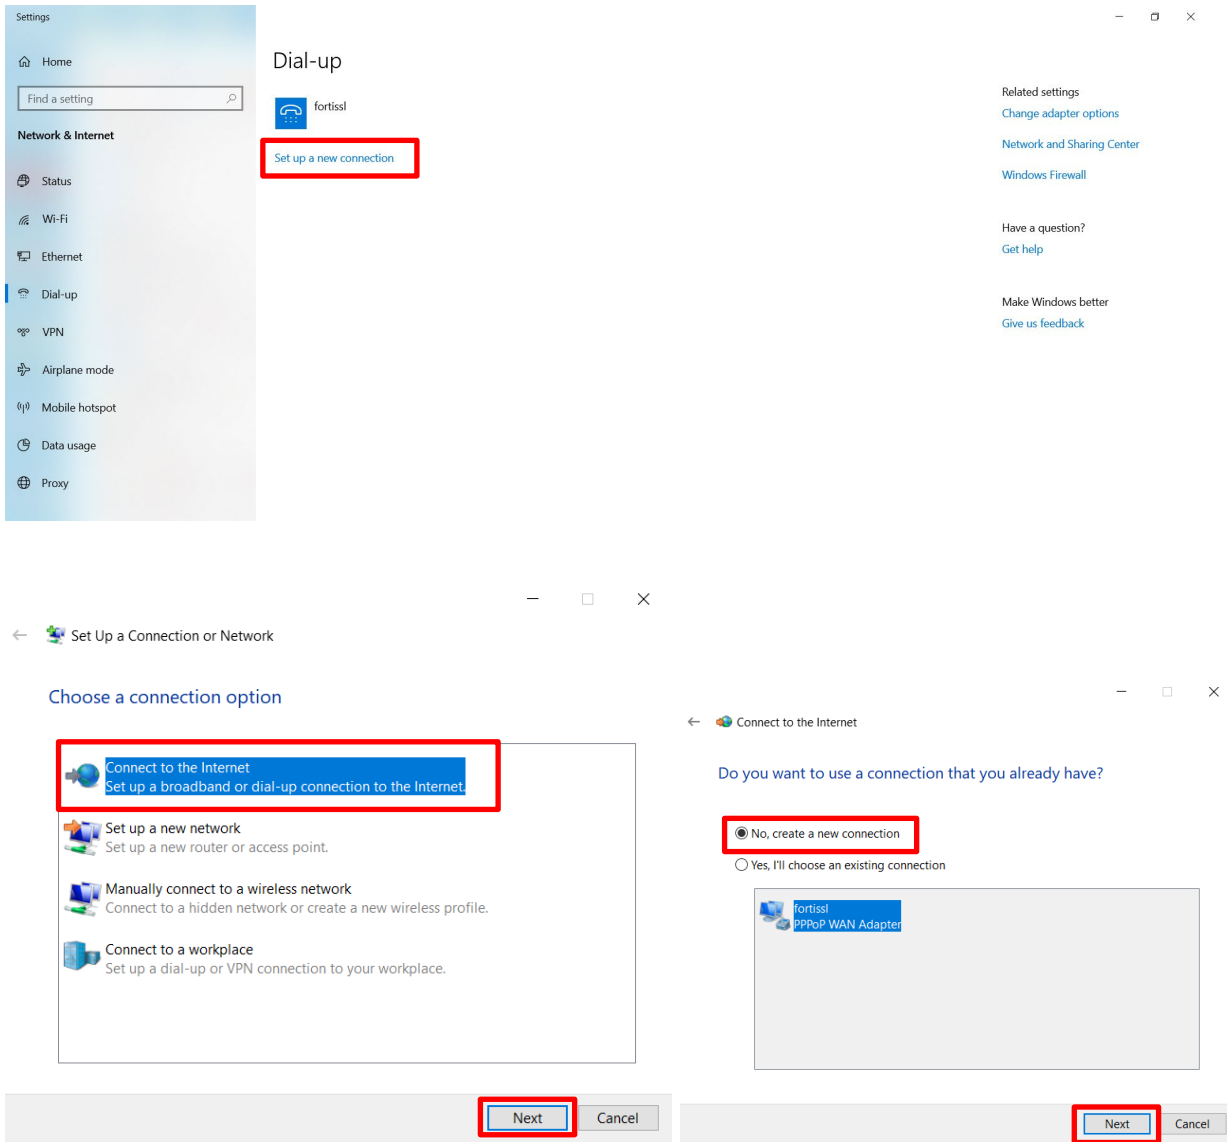 Settings
Home
Find a setting
Network & Internet
Status
Wi-Fi
Ethernet
Dial-up
VPN
Airplane mode
Mobile hotspot
Data usage
Proxy
Dial-up
fortissl
Set up a new connection
Related settings
Change adapter options
Network and Sharing Center
Windows Firewall
Have a question?
Get help
Make Windows better
Give us feedback
Set Up a Connection or Network
Choose a connection option
Connect to the Internet
Set up a broadband or dial-up connection to the Internet.
Set up a new network
Set up a new router or access point.
Manually connect to a wireless network
Connect to a hidden network or create a new wireless profile.
Connect to a workplace
Set up a dial-up or VPN connection to your workplace.
Next
Cancel
Connect to the Internet
Do you want to use a connection that you already have?
No, create a new connection
Yes, I'll choose an existing connection
fortissl
PPPoP WAN Adapter
Next
Cancel